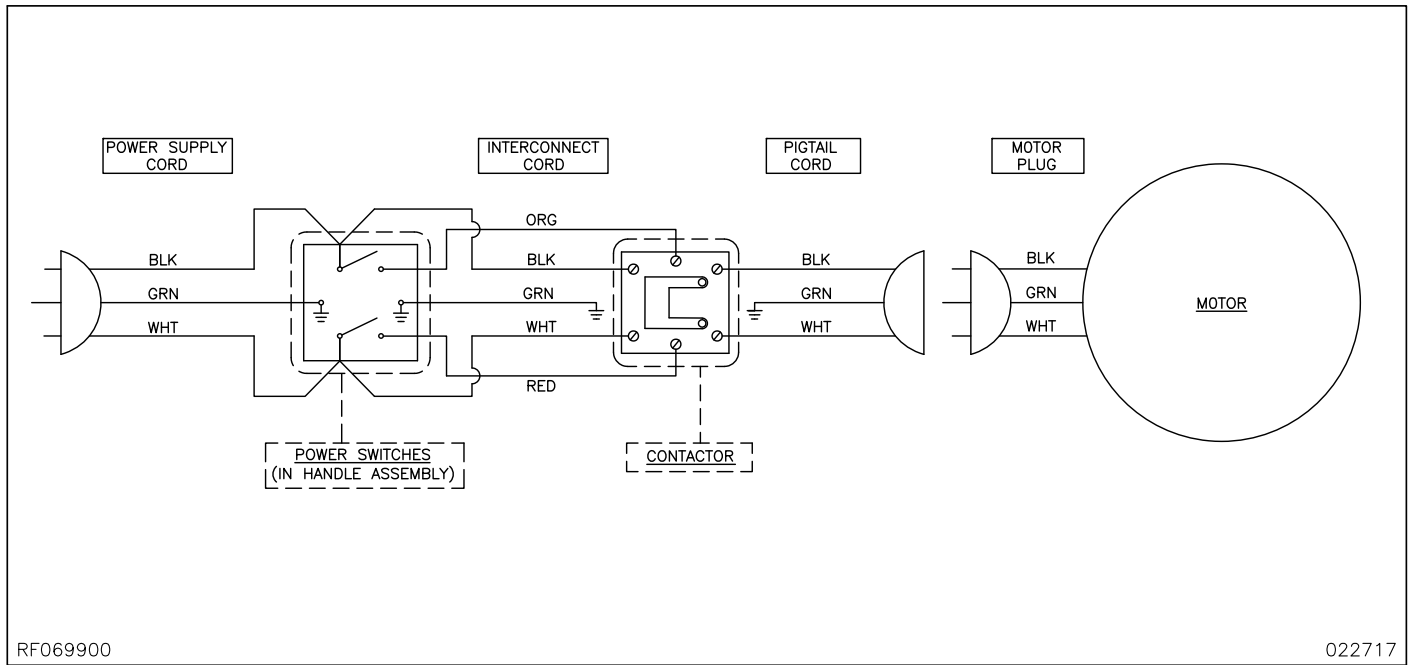 POWER SUPPLY
CORD
INTERCONNECT
CORD
PIGTAIL
CORD
MOTOR
PLUG
ORG
BLK
BLK
BLK
BLK
GRN
GRN
GRN
GRN
MOTOR
WHT
WHT
WHT
WHT
RED
POWER SWITCHES
(IN HANDLE ASSEMBLY)
CONTACTOR
RF069900
022717